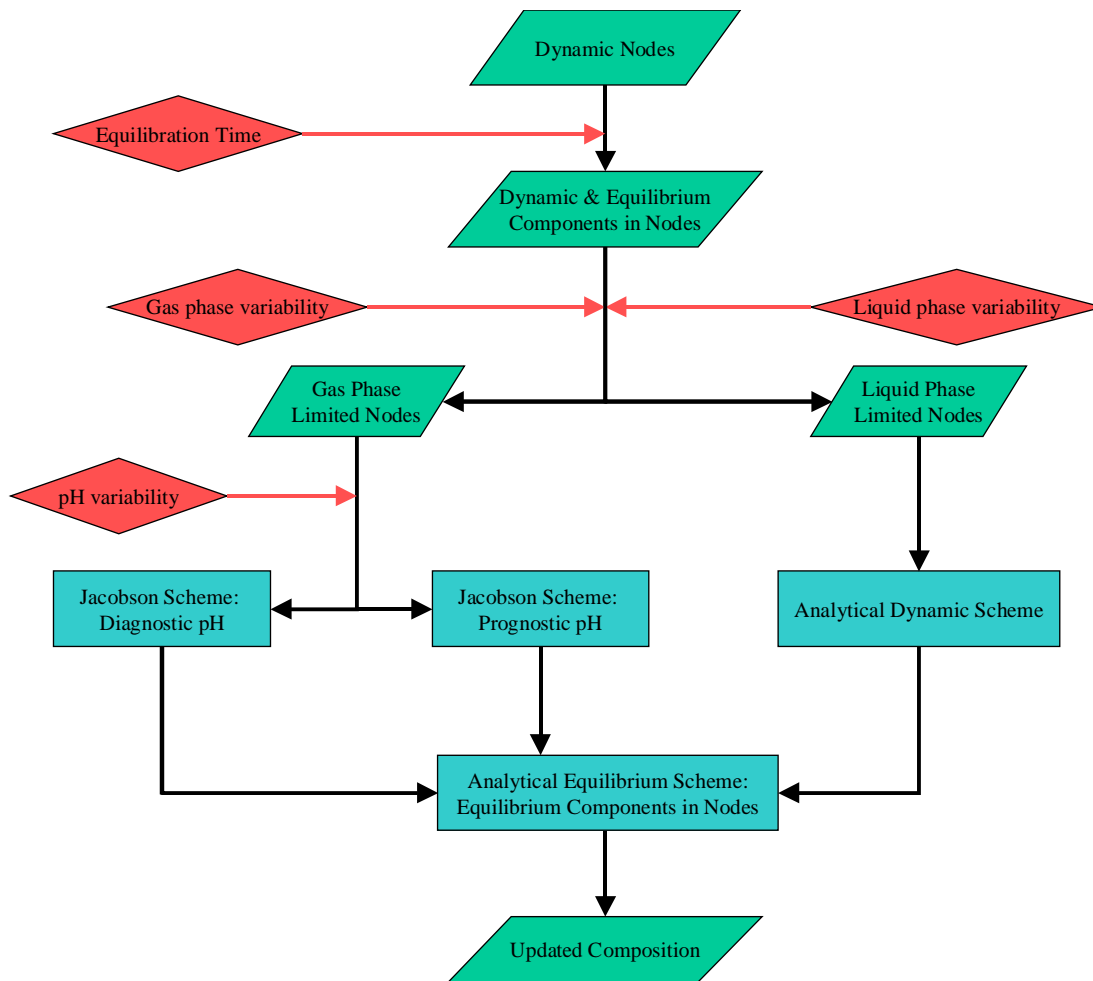 Dynamic Nodes
Equilibration Time
Dynamic & Equilibrium
Components in Nodes
Gas phase variability
Liquid phase variability
Gas Phase
Limited Nodes
Liquid Phase
Limited Nodes
pH variability
Jacobson Scheme:
Diagnostic pH
Jacobson Scheme:
Prognostic pH
Analytical Dynamic Scheme
Analytical Equilibrium Scheme:
Equilibrium Components in Nodes
Updated Composition